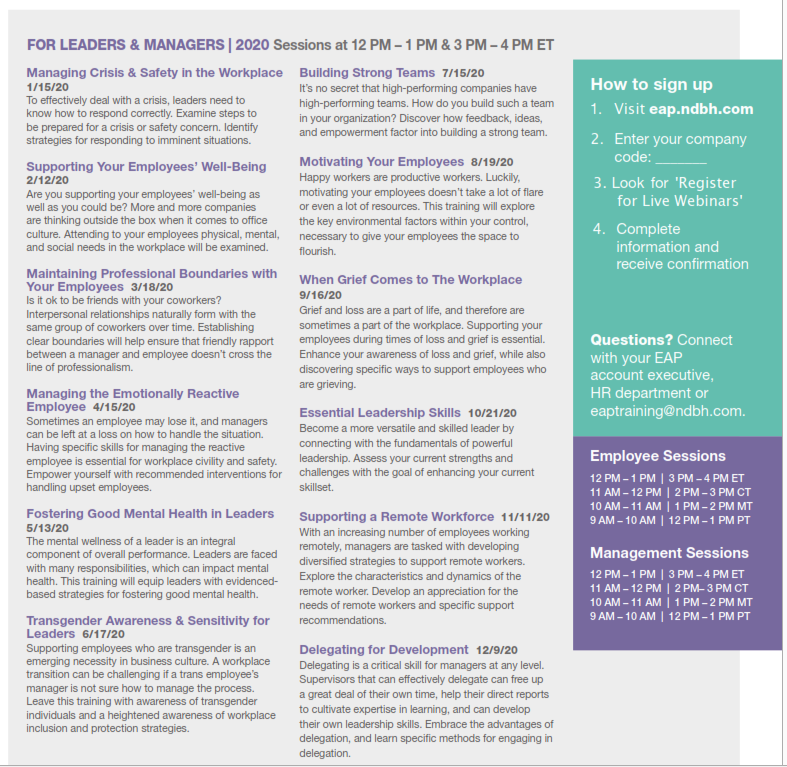 FOR LEADERS & MANAGERS | 2020 Sessions at 12 PM – 1 PM & 3 PM – 4 PM ET
Managing Crisis & Safety in the Workplace
1/15/20
To effectively deal with a crisis, leaders need to
know how to respond correctly. Examine steps to
be prepared for a crisis or safety concern. Identify
strategies for responding to imminent situations.
Supporting Your Employees' Well-Being
2/12/20
Are you supporting your employees' well-being as
well as you could be? More and more companies
are thinking outside the box when it comes to office
culture. Attending to your employees physical, mental,
and social needs in the workplace will be examined.
Maintaining Professional Boundaries with
Your Employees 3/18/20
Is it ok to be friends with your coworkers?
Interpersonal relationships naturally form with the
same group of coworkers over time. Establishing
clear boundaries will help ensure that friendly rapport
between a manager and employee doesn't cross the
line of professionalism.
Managing the Emotionally Reactive
Employee 4/15/20
Sometimes an employee may lose it, and managers
can be left at a loss on how to handle the situation.
Having specific skills for managing the reactive
employee is essential for workplace civility and safety.
Empower yourself with recommended interventions for
handling upset employees.
Fostering Good Mental Health in Leaders
5/13/20
The mental wellness of a leader is an integral
component of overall performance. Leaders are faced
with many responsibilities, which can impact mental
health. This training will equip leaders with evidenced-
based strategies for fostering good mental health.
Transgender Awareness & Sensitivity for
Leaders 6/17/20
Supporting employees who are transgender is an
emerging necessity in business culture. A workplace
transition can be challenging if a trans employee's
manager is not sure how to manage the process.
Leave this training with awareness of transgender
individuals and a heightened awareness of workplace
inclusion and protection strategies.
Building Strong Teams 7/15/20
It's no secret that high-performing companies have
high-performing teams. How do you build such a team
in your organization? Discover how feedback, ideas,
and empowerment factor into building a strong team.
Motivating Your Employees 8/19/20
Happy workers are productive workers. Luckily,
motivating your employees doesn't take a lot of flare
or even a lot of resources. This training will explore
the key environmental factors within your control,
necessary to give your employees the space to
flourish.
When Grief Comes to The Workplace
9/16/20
Grief and loss are a part of life, and therefore are
sometimes a part of the workplace. Supporting your
employees during times of loss and grief is essential.
Enhance your awareness of loss and grief, while also
discovering specific ways to support employees who
are grieving.
Essential Leadership Skills 10/21/20
Become a more versatile and skilled leader by
connecting with the fundamentals of powerful
leadership. Assess your current strengths and
challenges with the goal of enhancing your current
skillset.
Supporting a Remote Workforce 11/11/20
With an increasing number of employees working
remotely, managers are tasked with developing
diversified strategies to support remote workers.
Explore the characteristics and dynamics of the
remote worker. Develop an appreciation for the
needs of remote workers and specific support
recommendations.
Delegating for Development 12/9/20
Delegating is a critical skill for managers at any level.
Supervisors that can effectively delegate can free up
a great deal of their own time, help their direct reports
to cultivate expertise in learning, and can develop
their own leadership skills. Embrace the advantages of
delegation, and learn specific methods for engaging in
delegation.
How to sign up
1. Visit eap.ndbh.com
2. Enter your company
code: _______
3. Look for 'Register
for Live Webinars'
4. Complete
information and
receive confirmation
Questions? Connect
with your EAP
account executive,
HR department or
eaptraining@ndbh.com.
Employee Sessions
12 PM – 1 PM | 3 PM – 4 PM ET
11 AM – 12 PM | 2 PM – 3 PM CT
10 AM – 11 AM | 1 PM – 2 PM MT
9 AM – 10 AM | 12 PM – 1 PM PT
Management Sessions
12 PM – 1 PM | 3 PM – 4 PM ET
11 AM – 12 PM | 2 PM– 3 PM CT
10 AM – 11 AM | 1 PM – 2 PM MT
9 AM – 10 AM | 12 PM – 1 PM PT